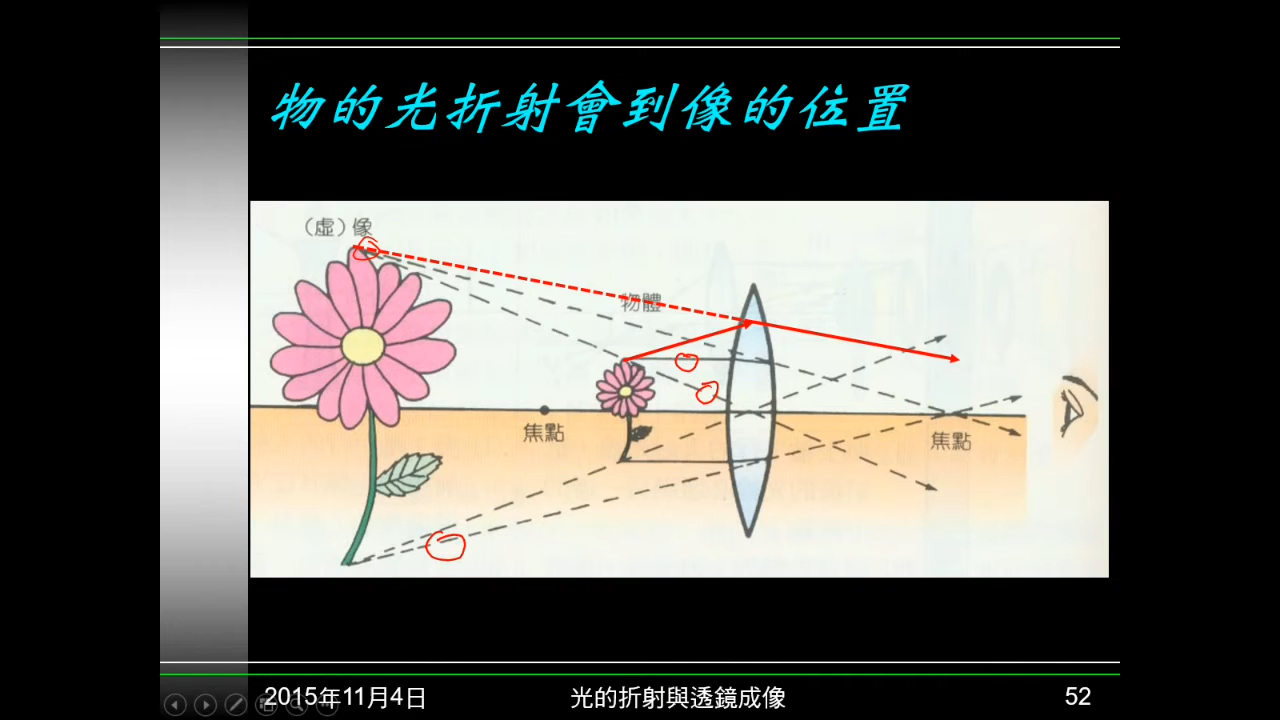 物的光折射會到像的位置
（虛）像
物體
焦點
焦點
2015年11月4日
光的折射與透鏡成像
52